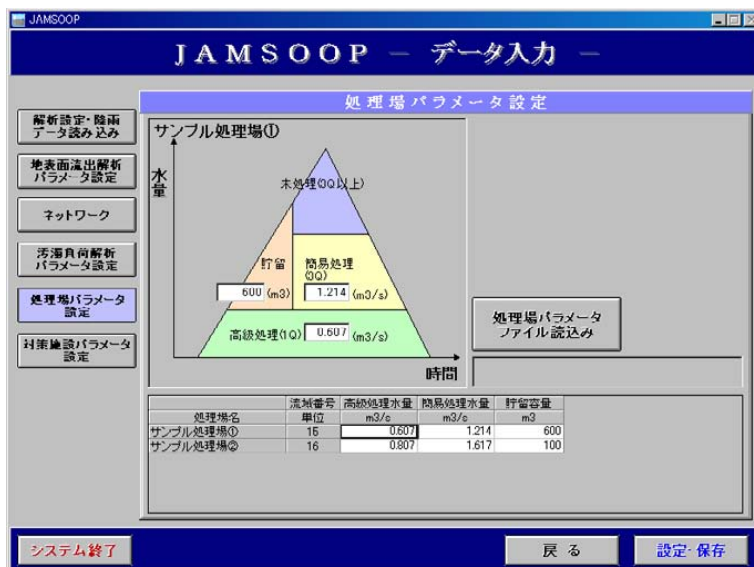 JAMSOOP
JAMSOOP － データ入力 －
処理場パラメータ設定
解析設定・降雨
データ読み込み
地表面流出解析
パラメータ設定
ネットワーク
汚濁負荷解析
パラメータ設定
処理場パラメータ
設定
対策施設パラメータ
設定
サンプル処理場①
水量
未処理(3Q以上)
貯留
600 (m3)
簡易処理
(3Q)
1.214 (m3/s)
高級処理(1Q) 0.607 (m3/s)
時間
処理場パラメータ
ファイル読込み
流域番号 高級処理水量 簡易処理水量 貯留容量
処理場名 単位 m3/s m3/s m3
サンプル処理場① 15 0.607 1.214 600
サンプル処理場② 16 0.807 1.617 100
システム終了
戻る
設定・保存